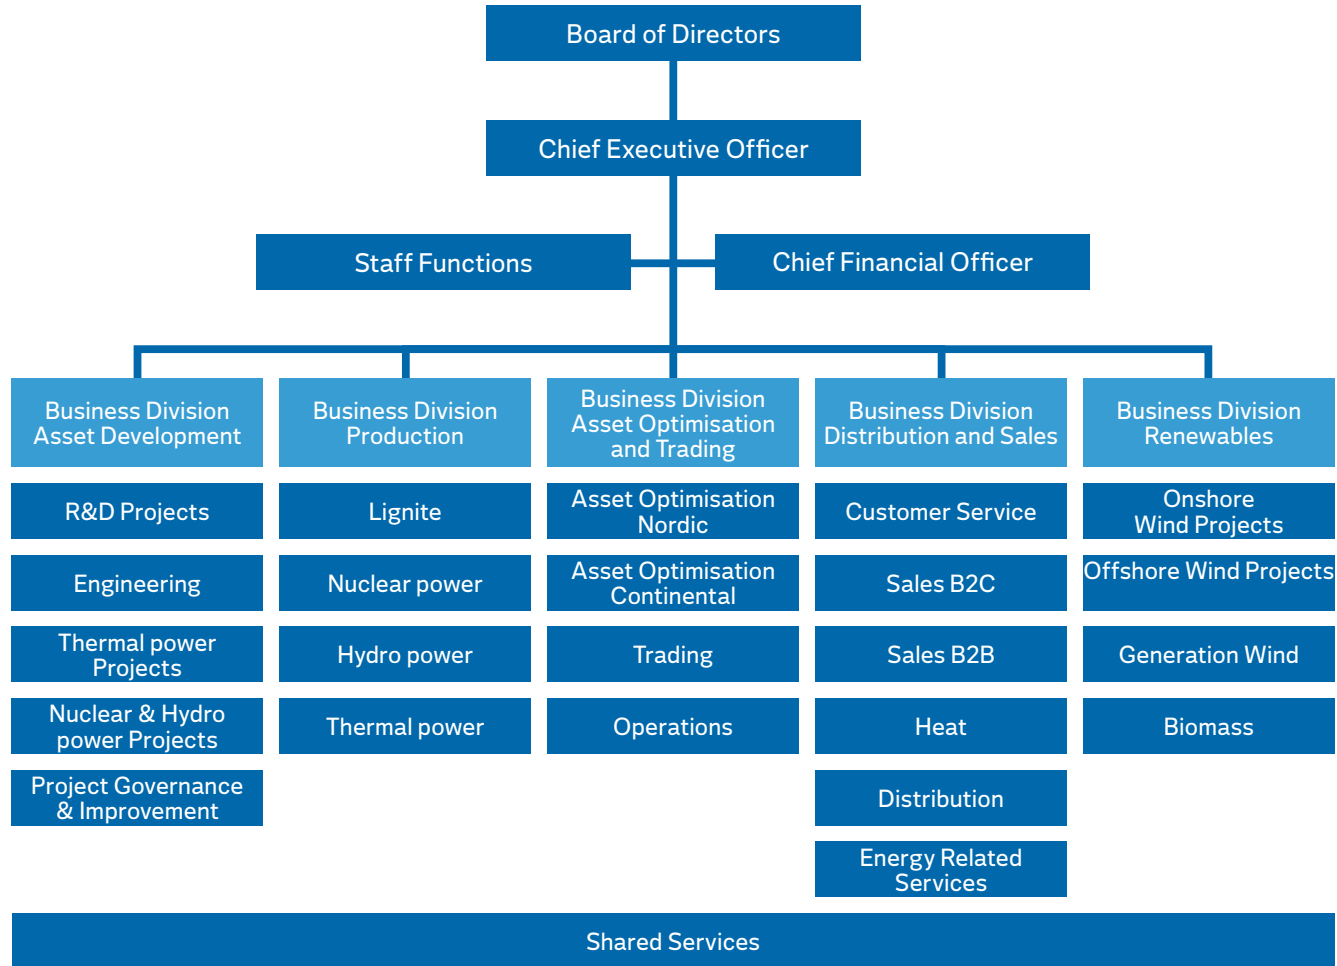 Board of Directors
Chief Executive Officer
Staff Functions
Chief Financial Officer
Business Division
Asset Development
Business Division
Production
Business Division
Asset Optimisation
and Trading
Business Division
Distribution and Sales
Business Division
Renewables
R&D Projects
Engineering
Thermal power
Projects
Nuclear & Hydro
power Projects
Project Governance
& Improvement
Lignite
Nuclear power
Hydro power
Thermal power
Asset Optimisation
Nordic
Asset Optimisation
Continental
Trading
Operations
Customer Service
Sales B2C
Sales B2B
Heat
Distribution
Energy Related
Services
Onshore
Wind Projects
Offshore Wind Projects
Generation Wind
Biomass
Shared Services